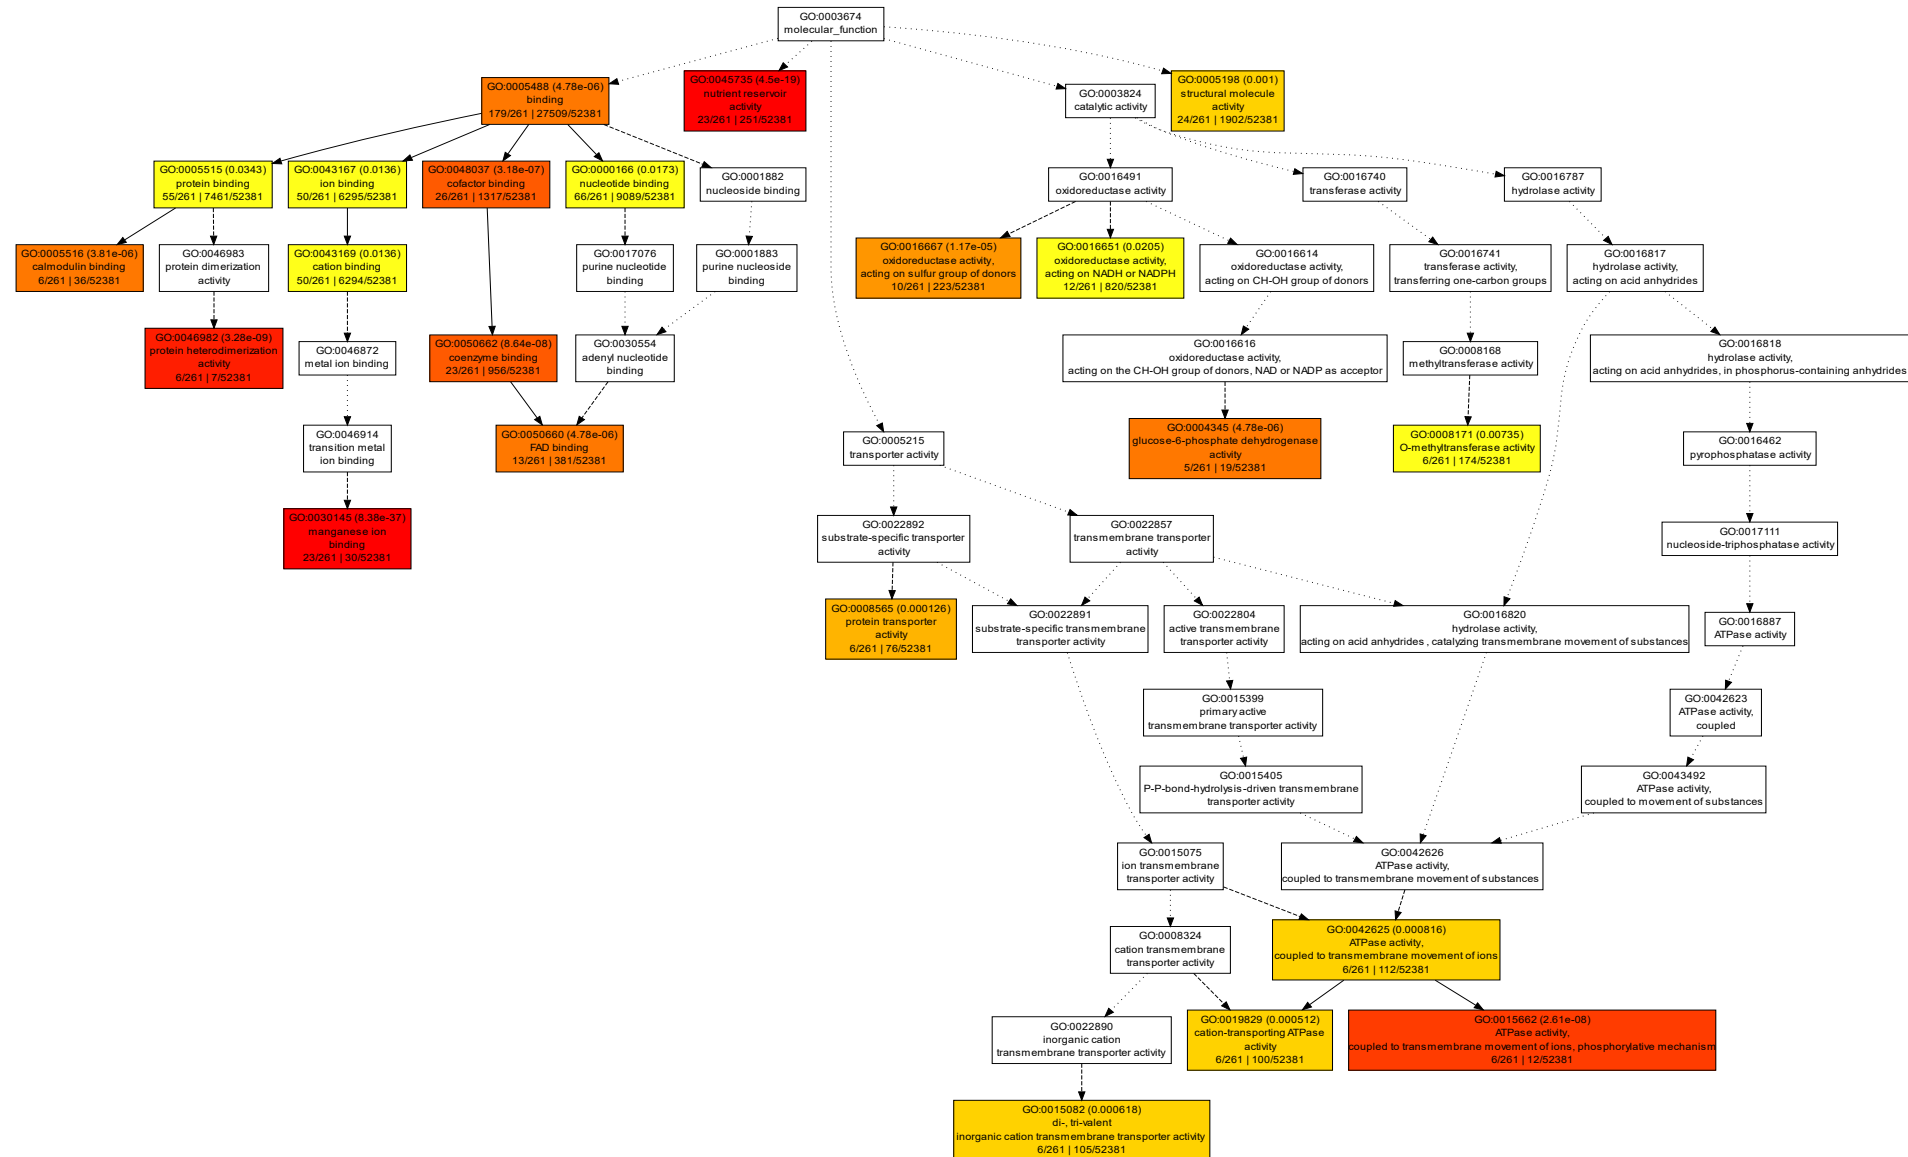 GO:0003674
molecular_function
GO:0005488 (4.78e-06)
binding
179/261 | 27509/52381
GO:0045735 (4.5e-19)
nutrient reservoir
activity
23/261 | 251/52381
GO:0003824
catalytic activity
GO:0005198 (0.001)
structural molecule
activity
24/261 | 1902/52381
GO:0005515 (0.0343)
protein binding
55/261 | 7461/52381
GO:0043167 (0.0136)
ion binding
50/261 | 6295/52381
GO:0048037 (3.18e-07)
cofactor binding
26/261 | 1317/52381
GO:0000166 (0.0173)
nucleotide binding
66/261 | 9089/52381
GO:0001882
nucleoside binding
GO:0016491
oxidoreductase activity
GO:0016740
transferase activity
GO:0016787
hydrolase activity
GO:0005516 (3.81e-06)
calmodulin binding
6/261 | 36/52381
GO:0046983
protein dimerization
activity
GO:0043169 (0.0136)
cation binding
50/261 | 6294/52381
GO:0017076
purine nucleotide
binding
GO:0001883
purine nucleoside
binding
GO:0016667 (1.17e-05)
oxidoreductase activity,
acting on sulfur group of donors
10/261 | 223/52381
GO:0016651 (0.0205)
oxidoreductase activity,
acting on NADH or NADPH
12/261 | 820/52381
GO:0016614
oxidoreductase activity,
acting on CH-OH group of donors
GO:0016741
transferase activity,
transferring one-carbon groups
GO:0016817
hydrolase activity,
acting on acid anhydrides
GO:0046982 (3.28e-09)
protein heterodimerization
activity
6/261 | 7/52381
GO:0046872
metal ion binding
GO:0050662 (8.64e-08)
coenzyme binding
23/261 | 956/52381
GO:0030554
adenyl nucleotide
binding
GO:0016616
oxidoreductase activity,
acting on the CH-OH group of donors, NAD or NADP as acceptor
GO:0008168
methyltransferase activity
GO:0016818
hydrolase activity,
acting on acid anhydrides, in phosphorus-containing anhydrides
GO:0046914
transition metal
ion binding
GO:0050660 (4.78e-06)
FAD binding
13/261 | 381/52381
GO:0005215
transporter activity
GO:0004345 (4.78e-06)
glucose-6-phosphate dehydrogenase
activity
5/261 | 19/52381
GO:0008171 (0.00735)
O-methyltransferase activity
6/261 | 174/52381
GO:0016462
pyrophosphatase activity
GO:0030145 (8.38e-37)
manganese ion
binding
23/261 | 30/52381
GO:0022892
substrate-specific transporter
activity
GO:0022857
transmembrane transporter
activity
GO:0017111
nucleoside-triphosphatase activity
GO:0008565 (0.000126)
protein transporter
activity
6/261 | 76/52381
GO:0022891
substrate-specific transmembrane
transporter activity
GO:0022804
active transmembrane
transporter activity
GO:0016820
hydrolase activity,
acting on acid anhydrides , catalyzing transmembrane movement of substances
GO:0016887
ATPase activity
GO:0015399
primary active
transmembrane transporter activity
GO:0042623
ATPase activity,
coupled
GO:0015405
P-P-bond-hydrolysis-driven transmembrane
transporter activity
GO:0043492
ATPase activity,
coupled to movement of substances
GO:0015075
ion transmembrane
transporter activity
GO:0042626
ATPase activity,
coupled to transmembrane movement of substances
GO:0008324
cation transmembrane
transporter activity
GO:0042625 (0.000816)
ATPase activity,
coupled to transmembrane movement of ions
6/261 | 112/52381
GO:0022890
inorganic cation
transmembrane transporter activity
GO:0019829 (0.000512)
cation-transporting ATPase
activity
6/261 | 100/52381
GO:0015662 (2.61e-08)
ATPase activity,
coupled to transmembrane movement of ions, phosphorylative mechanism
6/261 | 12/52381
GO:0015082 (0.000618)
di-, tri-valent
inorganic cation transmembrane transporter activity
6/261 | 105/52381